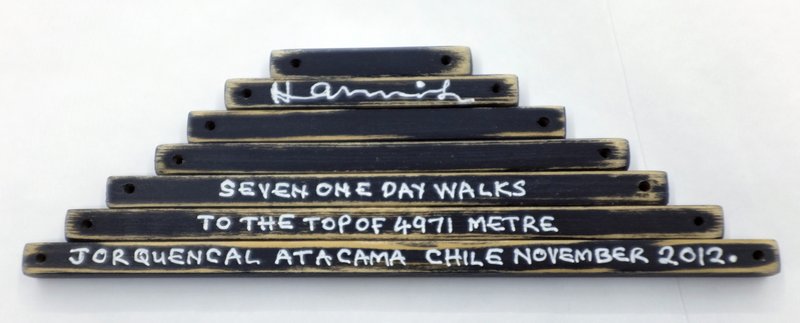 Hamish
SEVEN ONE DAY WALKS
TO THE TOP OF 4971 METRE
JORQUENCAL ATACAMA CHILE NOVEMBER 2012.